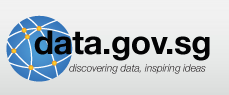 data.gov.sg
discovering data, inspiring ideas